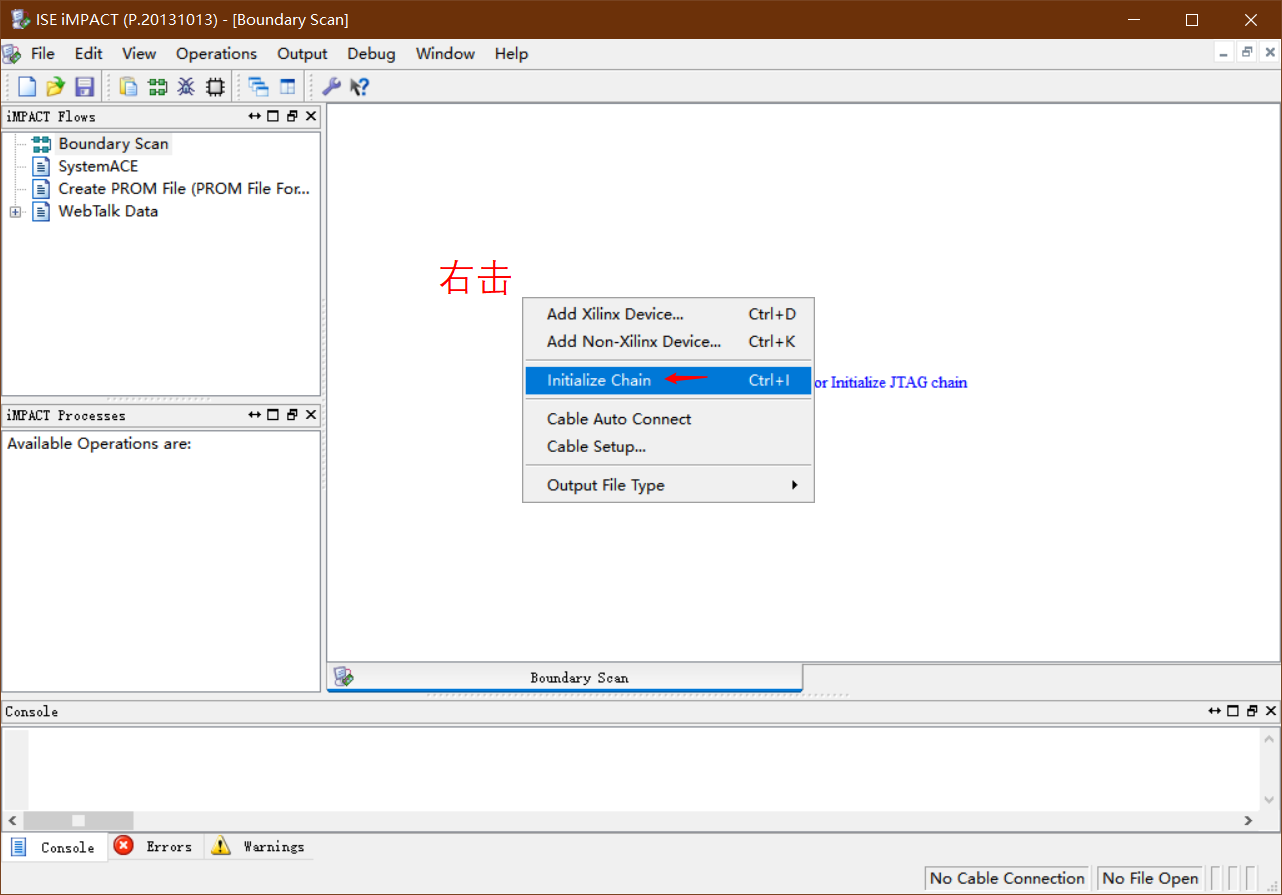 ISE iMPACT (P.20131013) - [Boundary Scan]
File Edit View Operations Output Debug Window Help
iMPACT Flows
Boundary Scan
SystemACE
Create PROM File (PROM File For...
WebTalk Data
iMPACT Processes
Available Operations are:
右击
Add Xilinx Device... Ctrl+D
Add Non-Xilinx Device... Ctrl+K
Initialize Chain Ctrl+I
or Initialize JTAG chain
Cable Auto Connect
Cable Setup...
Output File Type
Boundary Scan
Console
Console Errors Warnings
No Cable Connection No File Open